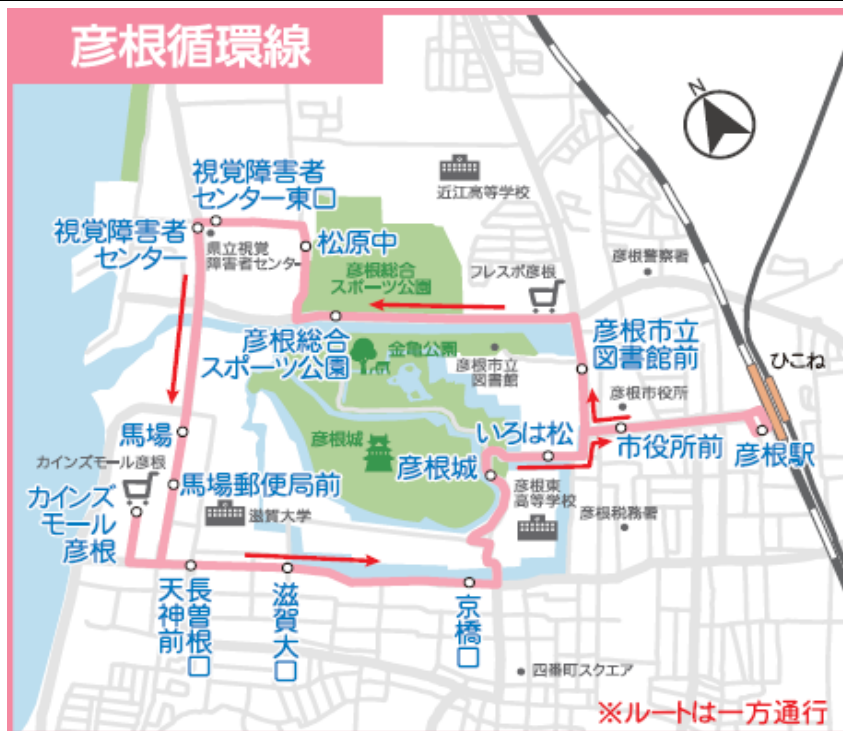 彦根循環線
N
近江高等学校
視覚障害者
センター東口
視覚障害者
センター
県立視覚
障害者センター
松原中
彦根総合
スポーツ公園
フレスポ彦根
彦根警察署
彦根総合
スポーツ公園
金亀公園
彦根市立
図書館
彦根市立
図書館前
ひこね
彦根市役所
馬場
彦根城
いろは松
市役所前
彦根駅
カインズモール彦根
カインズ
モール
彦根
馬場郵便局前
彦根城
彦根東
高等学校
滋賀大学
彦根税務署
長曽根口
天神前
滋賀大口
京橋口
四番町スクエア
※ルートは一方通行